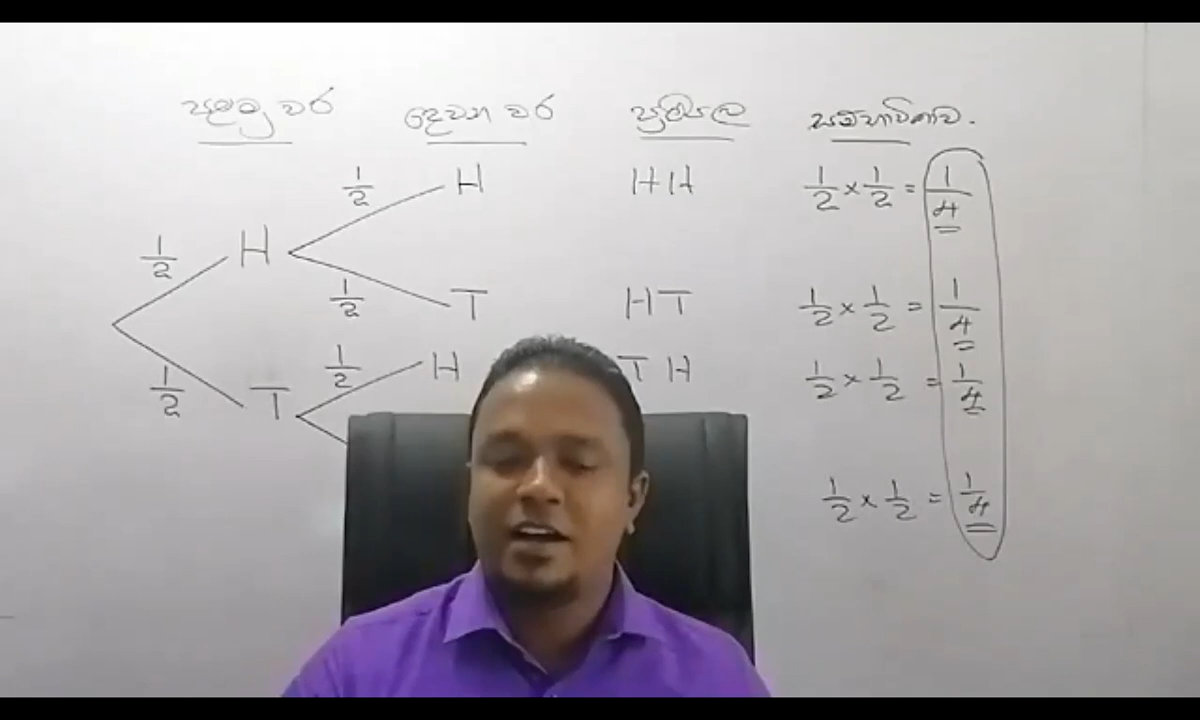 පළමු වර දෙවන වර ප්‍රතිඵල සම්භාවිතාව.
1/2 H HH 1/2 × 1/2 = 1/4
1/2 H
1/2 T HT 1/2 × 1/2 = 1/4
1/2 H TH 1/2 × 1/2 = 1/4
1/2 T
1/2 × 1/2 = 1/4